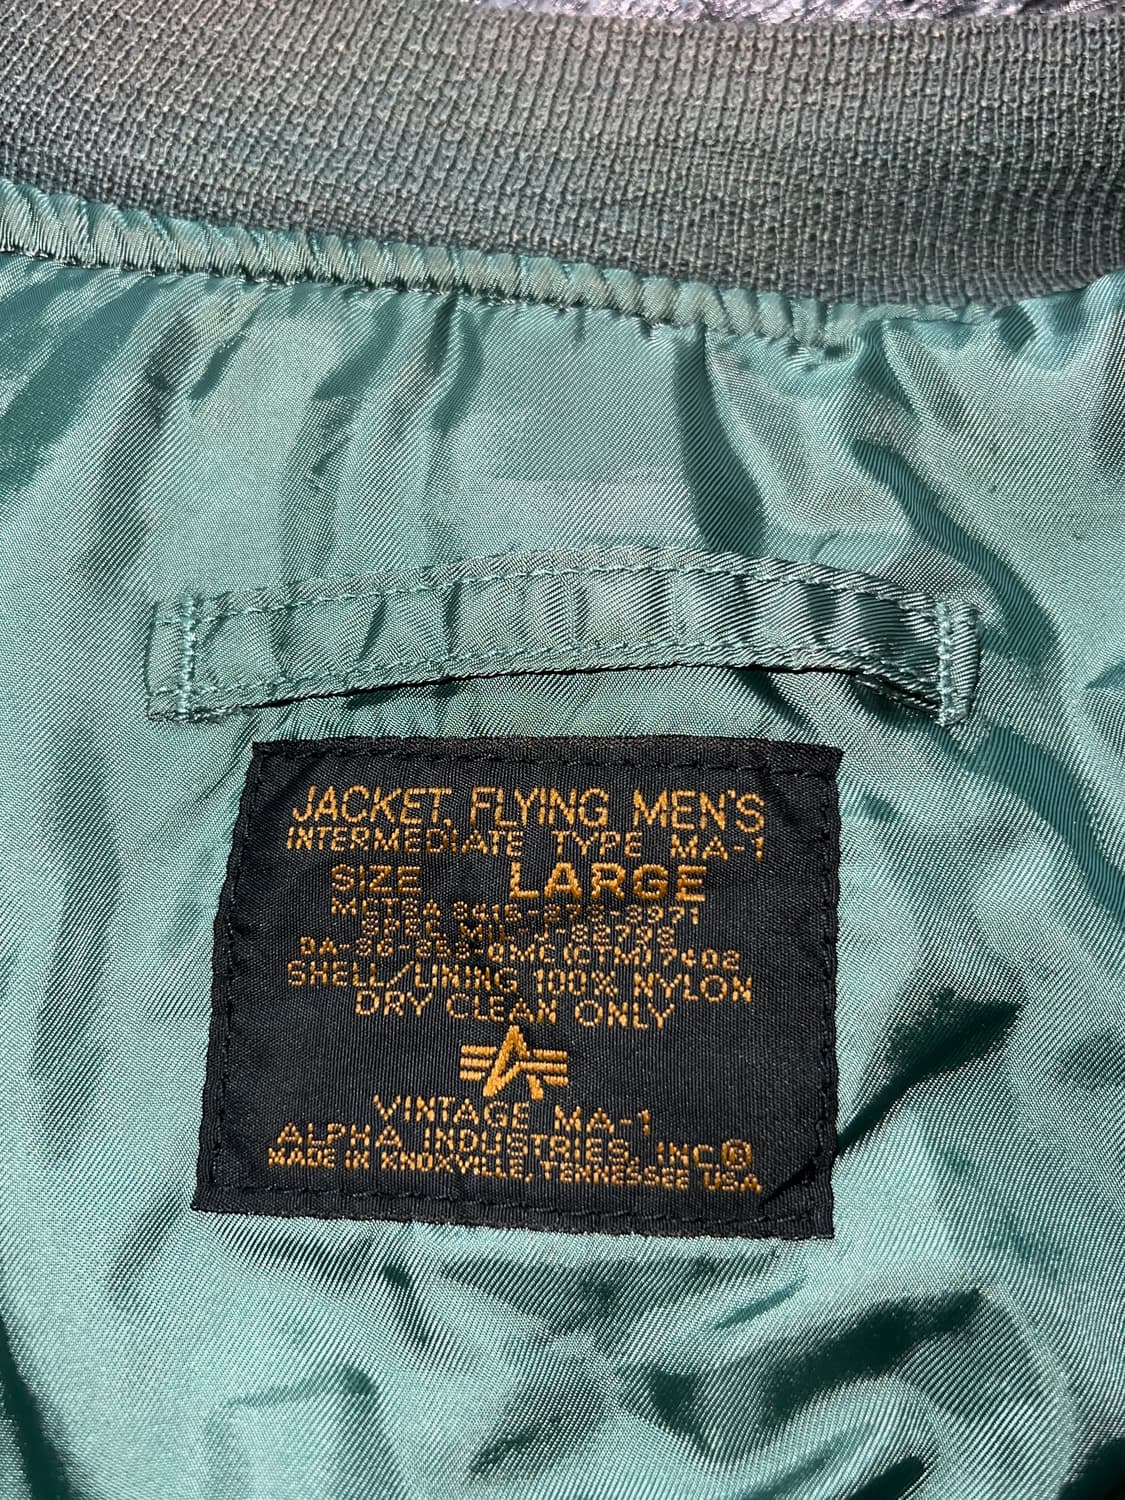 JACKET, FLYING MEN'S
INTERMEDIATE TYPE MA-1
SIZE LARGE
SHELL/LINING 100% NYLON
DRY CLEAN ONLY
VINTAGE MA-1
ALPHA INDUSTRIES, INC®
MADE IN KNOXVILLE, TENNESSEE USA